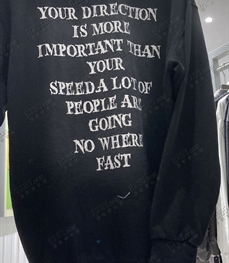 YOUR DIRECTION
IS MORE
IMPORTANT THAN
YOUR
SPEEDA LOT OF
PEOPLE ARE
GOING
NO WHERE
FAST